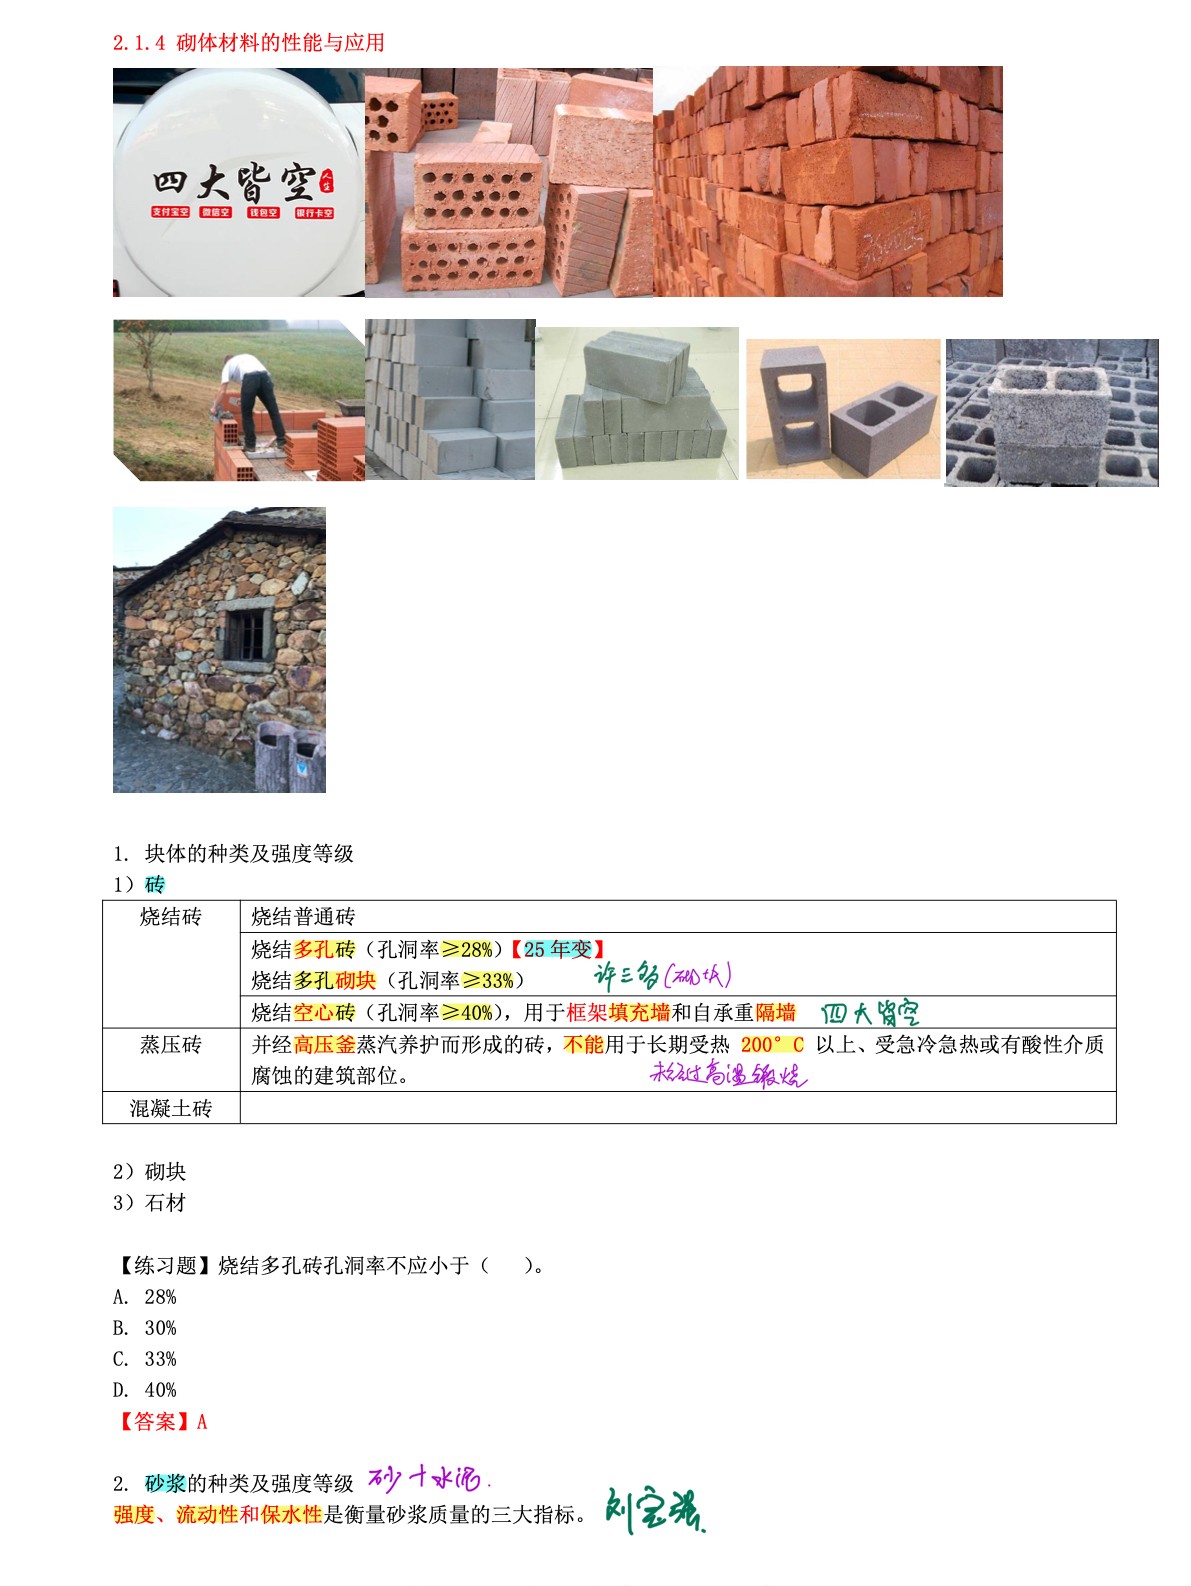 2.1.4 砌体材料的性能与应用
四大皆空
人生
支付宝空 微信空 钱包空 银行卡空
1. 块体的种类及强度等级
1）砖
烧结砖
烧结普通砖
烧结多孔砖（孔洞率≥28%）【25 年变】
烧结多孔砌块（孔洞率≥33%）
许三多(砌块)
烧结空心砖（孔洞率≥40%），用于框架填充墙和自承重隔墙
四大皆空
蒸压砖
并经高压釜蒸汽养护而形成的砖，不能用于长期受热 200°C 以上、受急冷急热或有酸性介质
腐蚀的建筑部位。
未经过高温锻烧
混凝土砖
2）砌块
3）石材
【练习题】烧结多孔砖孔洞率不应小于（ ）。
A. 28%
B. 30%
C. 33%
D. 40%
【答案】A
2. 砂浆的种类及强度等级
砂+水泥.
强度、流动性和保水性是衡量砂浆质量的三大指标。
刘宝强